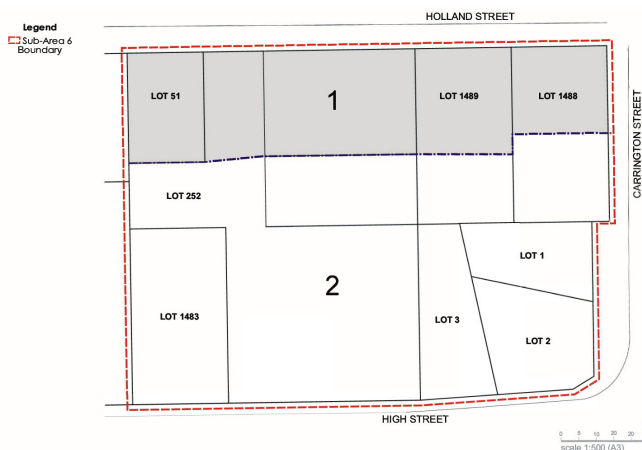 HOLLAND STREET
Legend
Sub-Area 6
Boundary
LOT 51
1
LOT 1489
LOT 1488
CARRINGTON STREET
LOT 252
LOT 1
2
LOT 1483
LOT 3
LOT 2
HIGH STREET
0 5 10 20 20
scale 1:500 (A3)